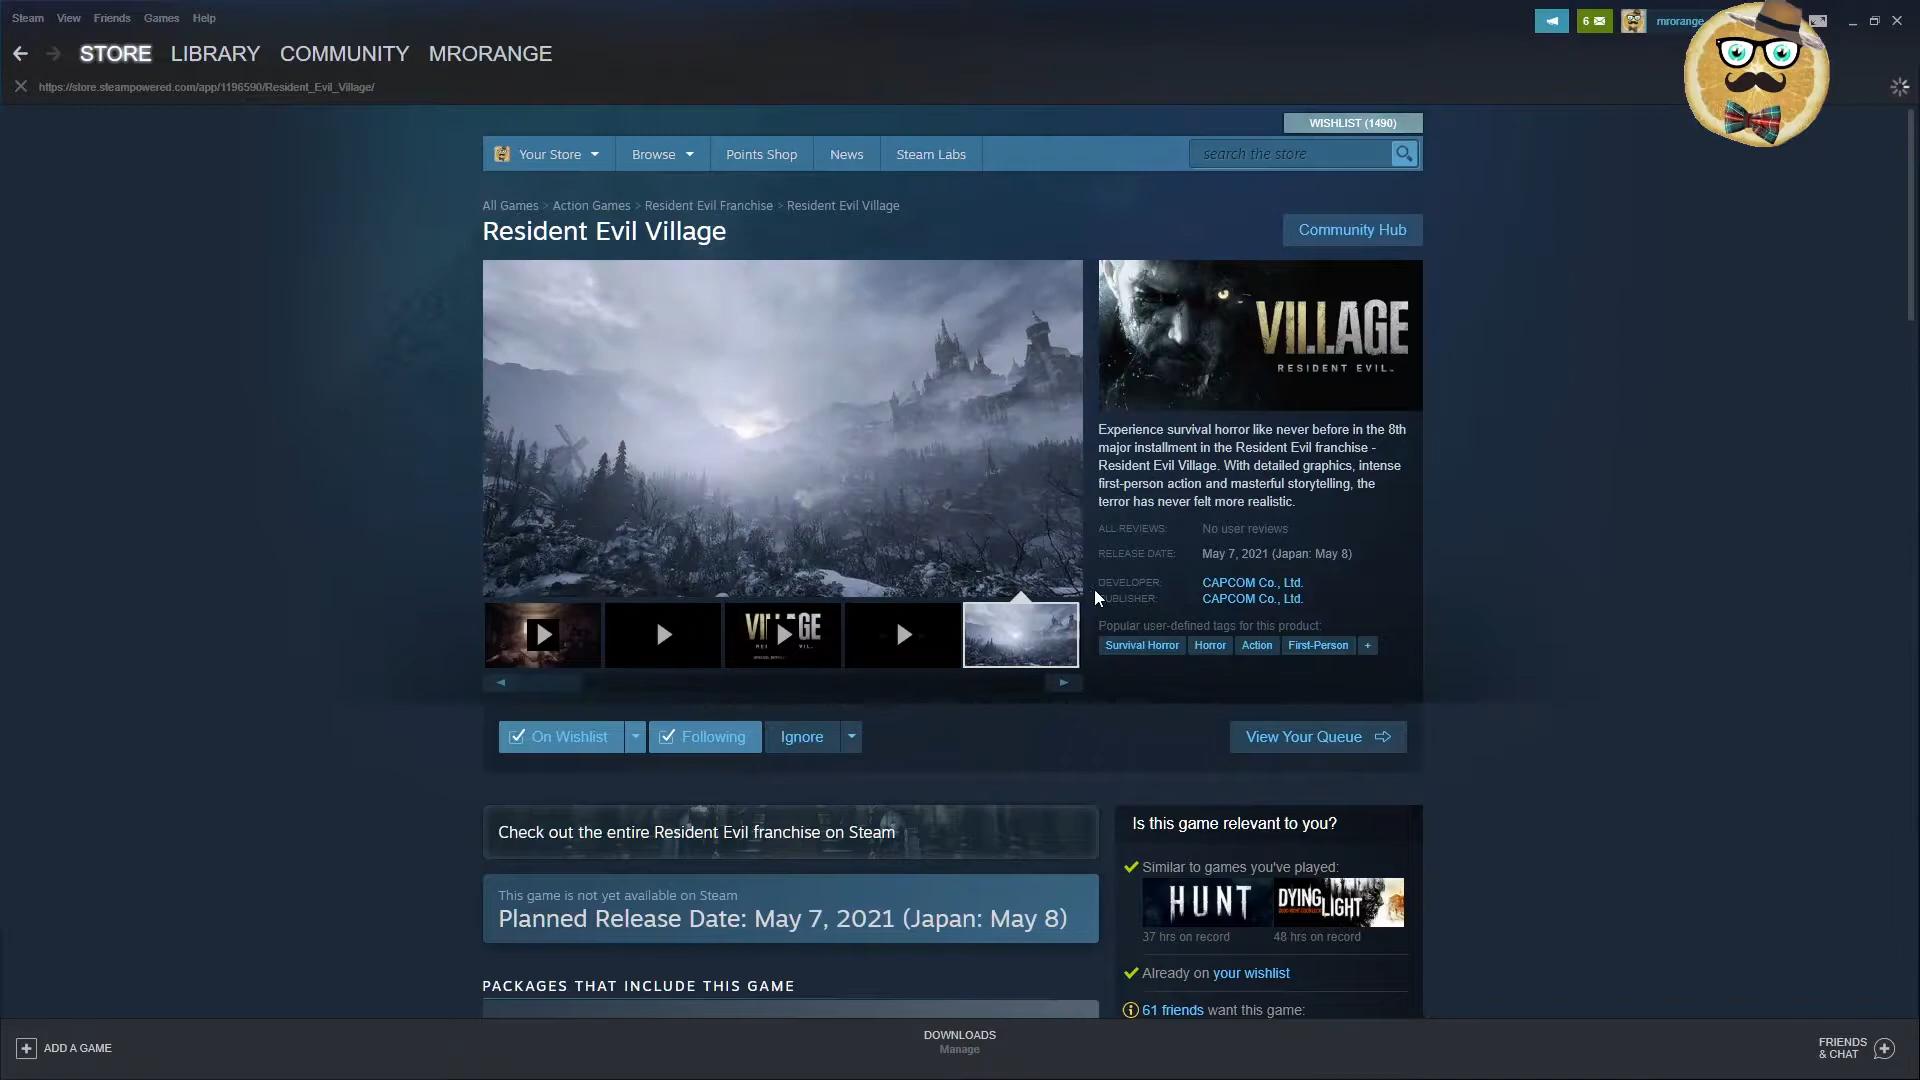 Steam View Friends Games Help
6 mrorange
STORE LIBRARY COMMUNITY MRORANGE
https://store.steampowered.com/app/1196590/Resident_Evil_Village/
WISHLIST (1490)
Your Store Browse Points Shop News Steam Labs search the store
All Games > Action Games > Resident Evil Franchise > Resident Evil Village
Resident Evil Village
Community Hub
VILLAGE
RESIDENT EVIL
Experience survival horror like never before in the 8th
major installment in the Resident Evil franchise -
Resident Evil Village. With detailed graphics, intense
first-person action and masterful storytelling, the
terror has never felt more realistic.
ALL REVIEWS: No user reviews
RELEASE DATE: May 7, 2021 (Japan: May 8)
DEVELOPER: CAPCOM Co., Ltd.
PUBLISHER: CAPCOM Co., Ltd.
Popular user-defined tags for this product:
Survival Horror Horror Action First-Person +
On Wishlist Following Ignore View Your Queue
Check out the entire Resident Evil franchise on Steam
This game is not yet available on Steam
Planned Release Date: May 7, 2021 (Japan: May 8)
PACKAGES THAT INCLUDE THIS GAME
Is this game relevant to you?
Similar to games you've played:
HUNT DYING LIGHT
37 hrs on record 48 hrs on record
Already on your wishlist
61 friends want this game:
ADD A GAME
DOWNLOADS
Manage
FRIENDS
& CHAT